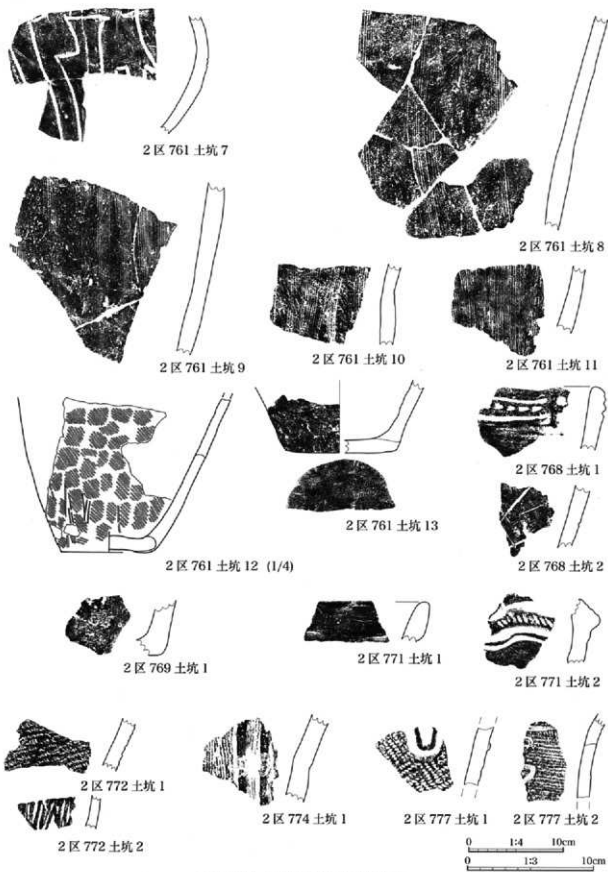 2区 761 土坑 7
2区 761 土坑 8
2区 761 土坑 9
2区 761 土坑 10
2区 761 土坑 11
2区 761 土坑 12 (1/4)
2区 761 土坑 13
2区 768 土坑 1
2区 768 土坑 2
2区 769 土坑 1
2区 771 土坑 1
2区 771 土坑 2
2区 772 土坑 1
2区 772 土坑 2
2区 774 土坑 1
2区 777 土坑 1
2区 777 土坑 2
0 1:4 10cm
0 1:3 10cm